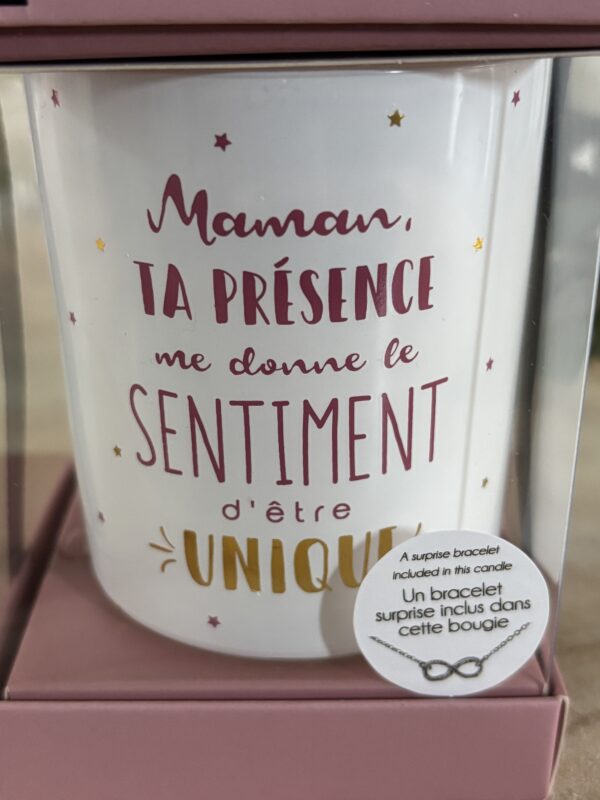 Maman,
TA PRÉSENCE
me donne le
SENTIMENT
d'être
UNIQUE
A surprise bracelet
included in this candle
Un bracelet
surprise inclus dans
cette bougie